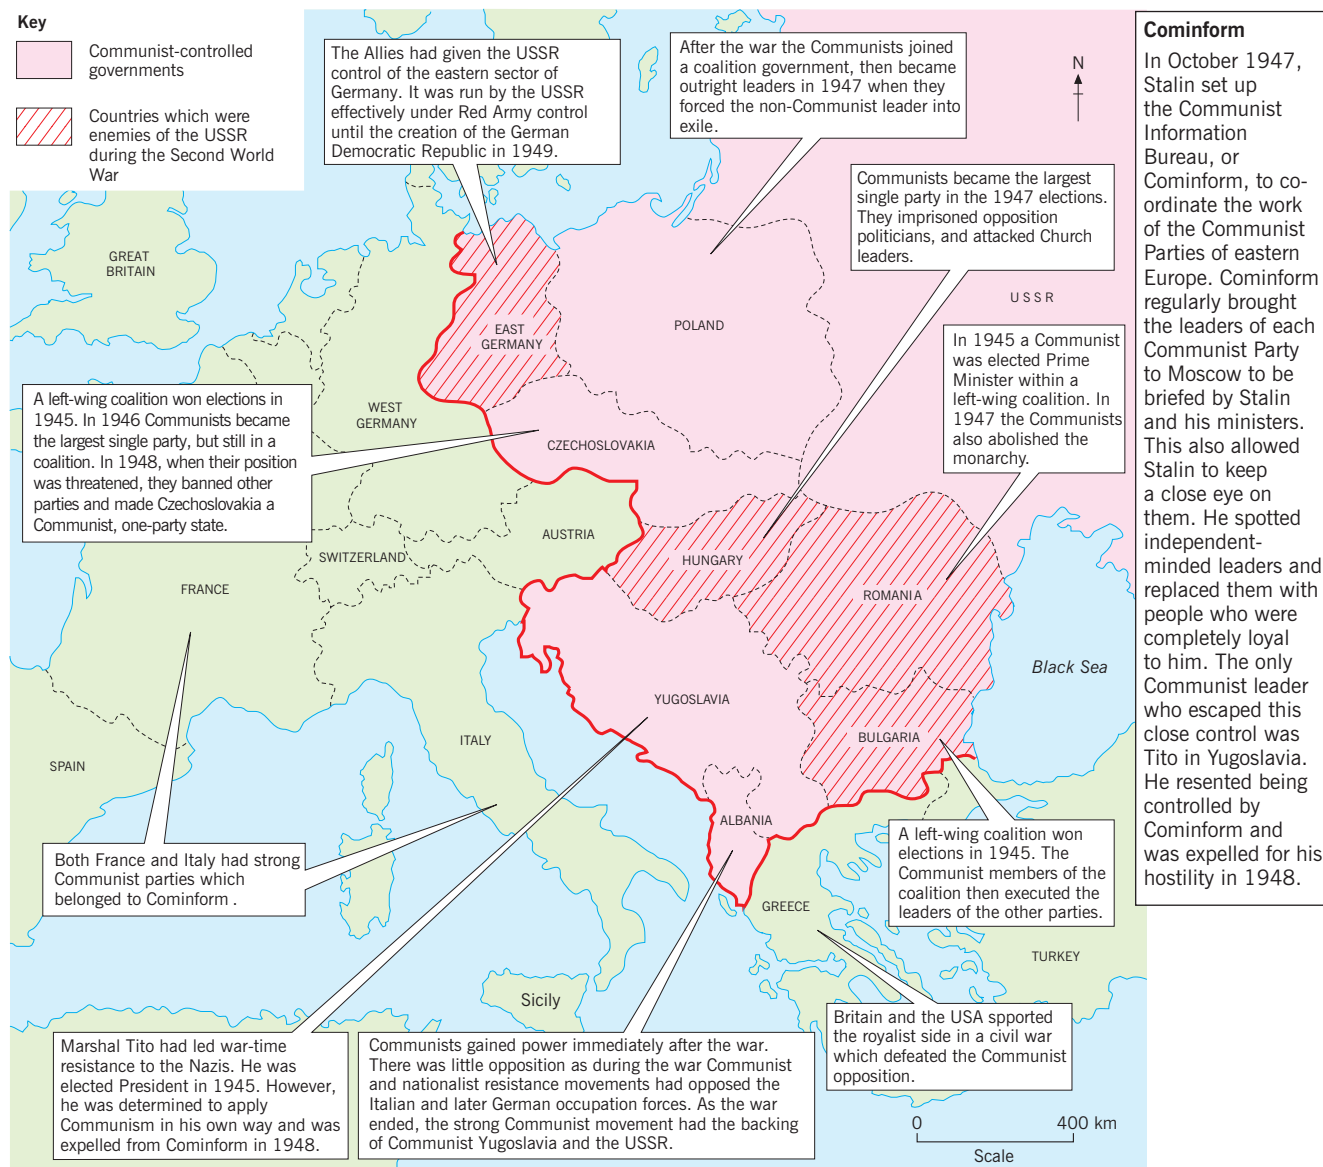 Key
Communist-controlled
governments
Countries which were
enemies of the USSR
during the Second World
War
The Allies had given the USSR
control of the eastern sector of
Germany. It was run by the USSR
effectively under Red Army control
until the creation of the German
Democratic Republic in 1949.
After the war the Communists joined
a coalition government, then became
outright leaders in 1947 when they
forced the non-Communist leader into
exile.
N
Communists became the largest
single party in the 1947 elections.
They imprisoned opposition
politicians, and attacked Church
leaders.
GREAT
BRITAIN
USSR
EAST
GERMANY
POLAND
In 1945 a Communist
was elected Prime
Minister within a
left-wing coalition. In
1947 the Communists
also abolished the
monarchy.
A left-wing coalition won elections in
1945. In 1946 Communists became
the largest single party, but still in a
coalition. In 1948, when their position
was threatened, they banned other
parties and made Czechoslovakia a
Communist, one-party state.
WEST
GERMANY
CZECHOSLOVAKIA
AUSTRIA
SWITZERLAND
HUNGARY
FRANCE
ROMANIA
Black Sea
YUGOSLAVIA
ITALY
BULGARIA
SPAIN
ALBANIA
Both France and Italy had strong
Communist parties which
belonged to Cominform .
A left-wing coalition won
elections in 1945. The
Communist members of the
coalition then executed the
leaders of the other parties.
GREECE
TURKEY
Sicily
Britain and the USA spported
the royalist side in a civil war
which defeated the Communist
opposition.
Marshal Tito had led war-time
resistance to the Nazis. He was
elected President in 1945. However,
he was determined to apply
Communism in his own way and was
expelled from Cominform in 1948.
Communists gained power immediately after the war.
There was little opposition as during the war Communist
and nationalist resistance movements had opposed the
Italian and later German occupation forces. As the war
ended, the strong Communist movement had the backing
of Communist Yugoslavia and the USSR.
0 400 km
Scale
Cominform
In October 1947,
Stalin set up
the Communist
Information
Bureau, or
Cominform, to co-
ordinate the work
of the Communist
Parties of eastern
Europe. Cominform
regularly brought
the leaders of each
Communist Party
to Moscow to be
briefed by Stalin
and his ministers.
This also allowed
Stalin to keep
a close eye on
them. He spotted
independent-
minded leaders and
replaced them with
people who were
completely loyal
to him. The only
Communist leader
who escaped this
close control was
Tito in Yugoslavia.
He resented being
controlled by
Cominform and
was expelled for his
hostility in 1948.